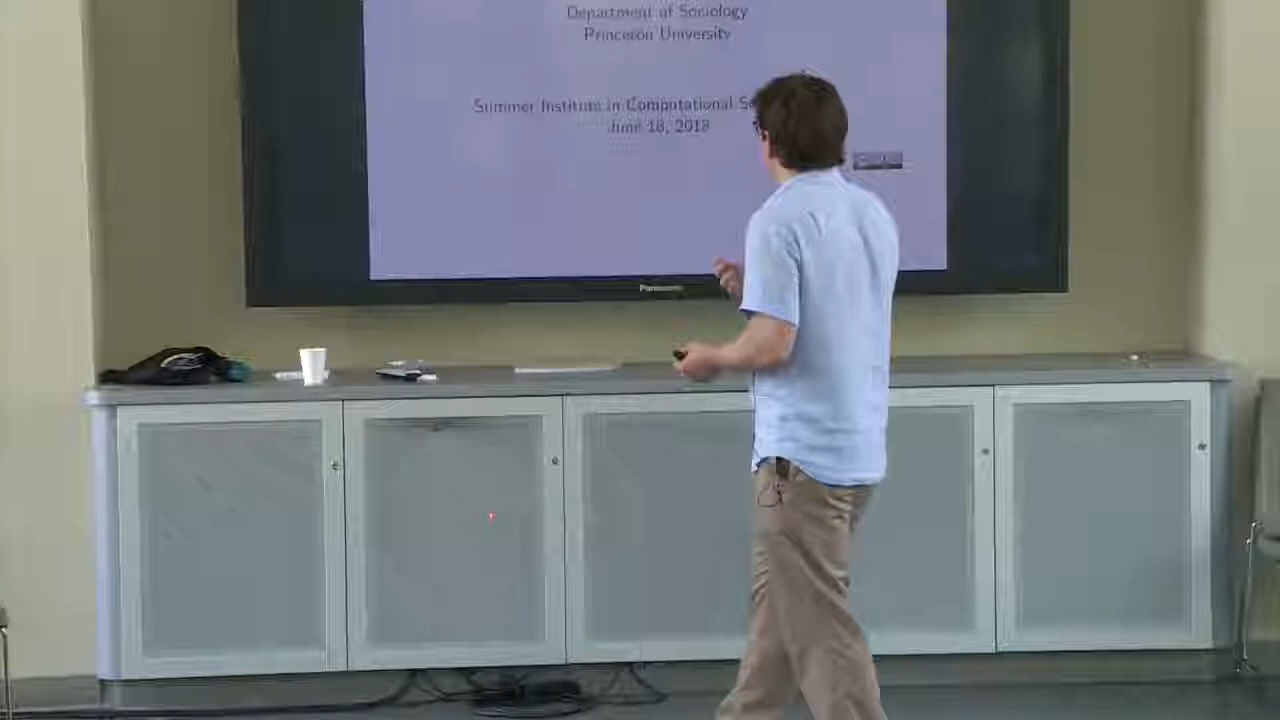 Department of Sociology
Princeton University
Summer Institute in Computational
June 18, 2018
Panasonic